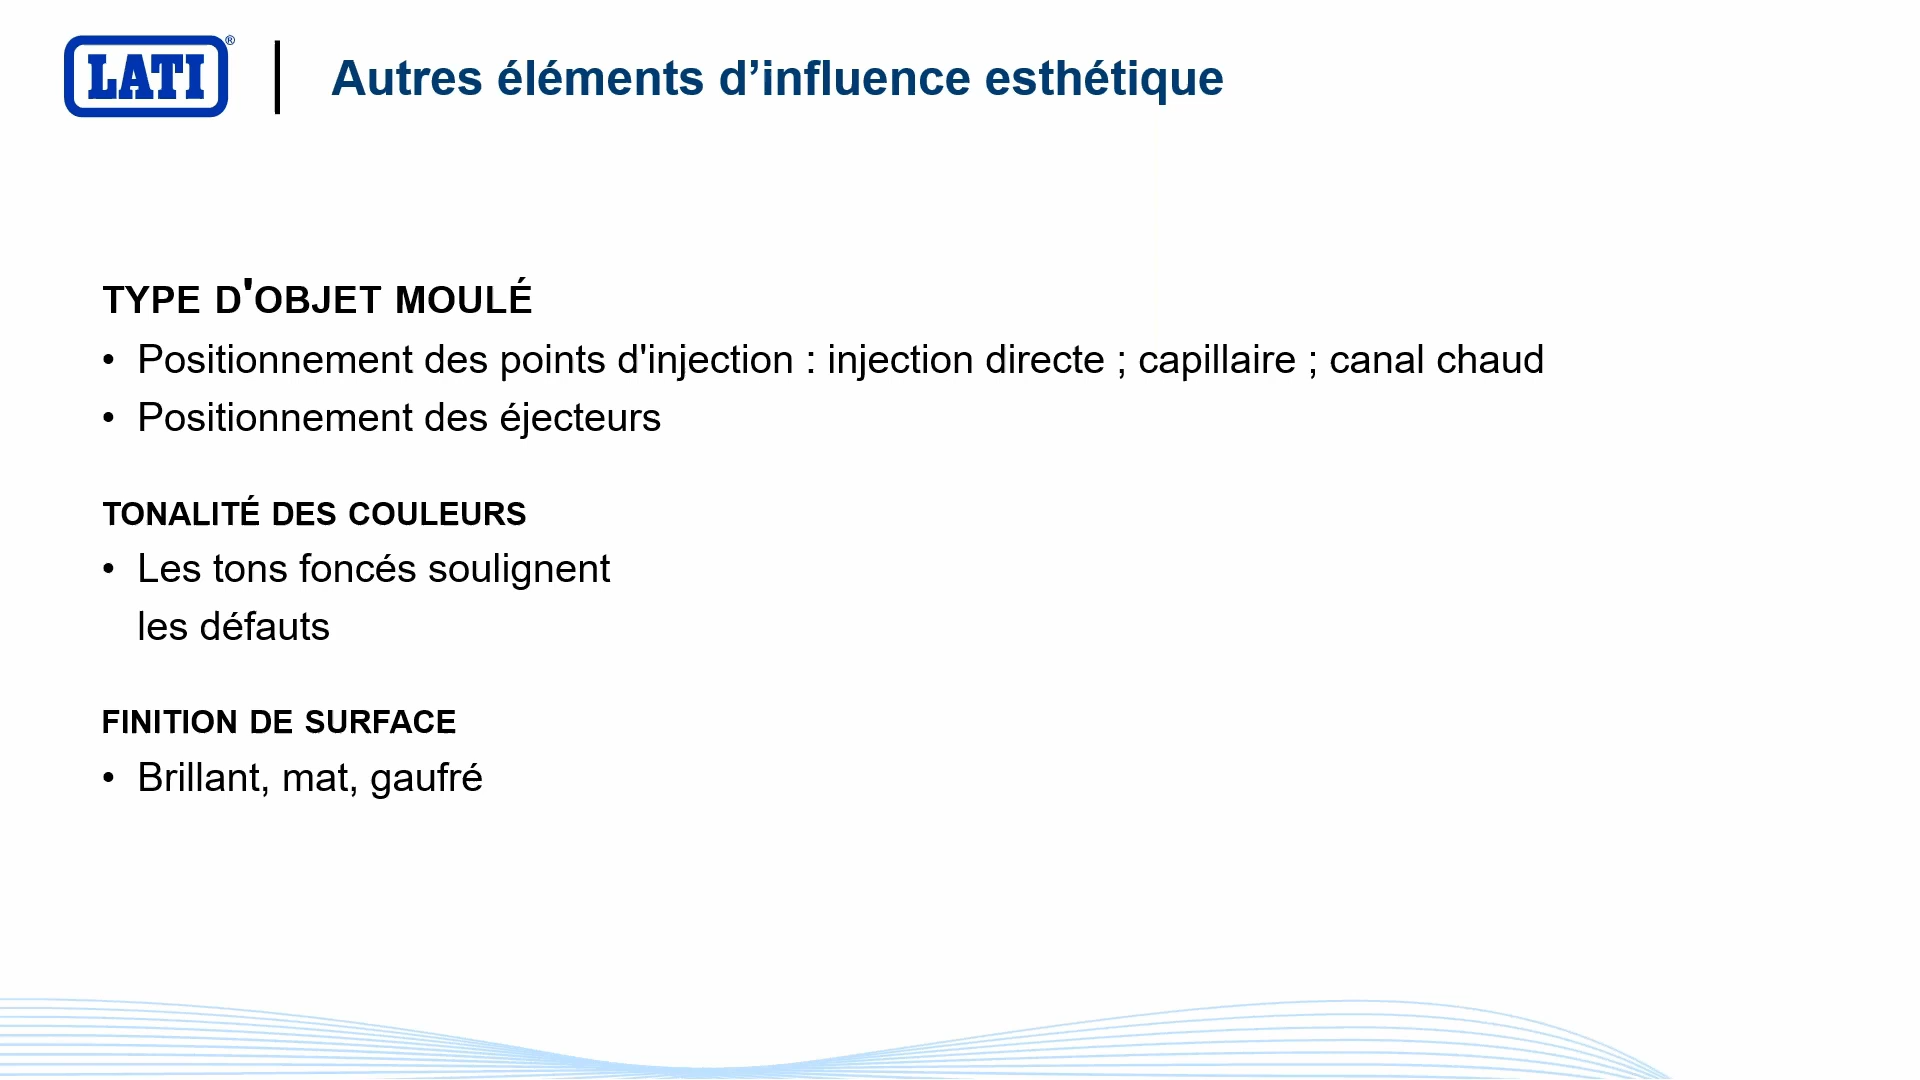 LATI®
Autres éléments d’influence esthétique
TYPE D'OBJET MOULÉ
• Positionnement des points d'injection : injection directe ; capillaire ; canal chaud
• Positionnement des éjecteurs
TONALITÉ DES COULEURS
• Les tons foncés soulignent
les défauts
FINITION DE SURFACE
• Brillant, mat, gaufré